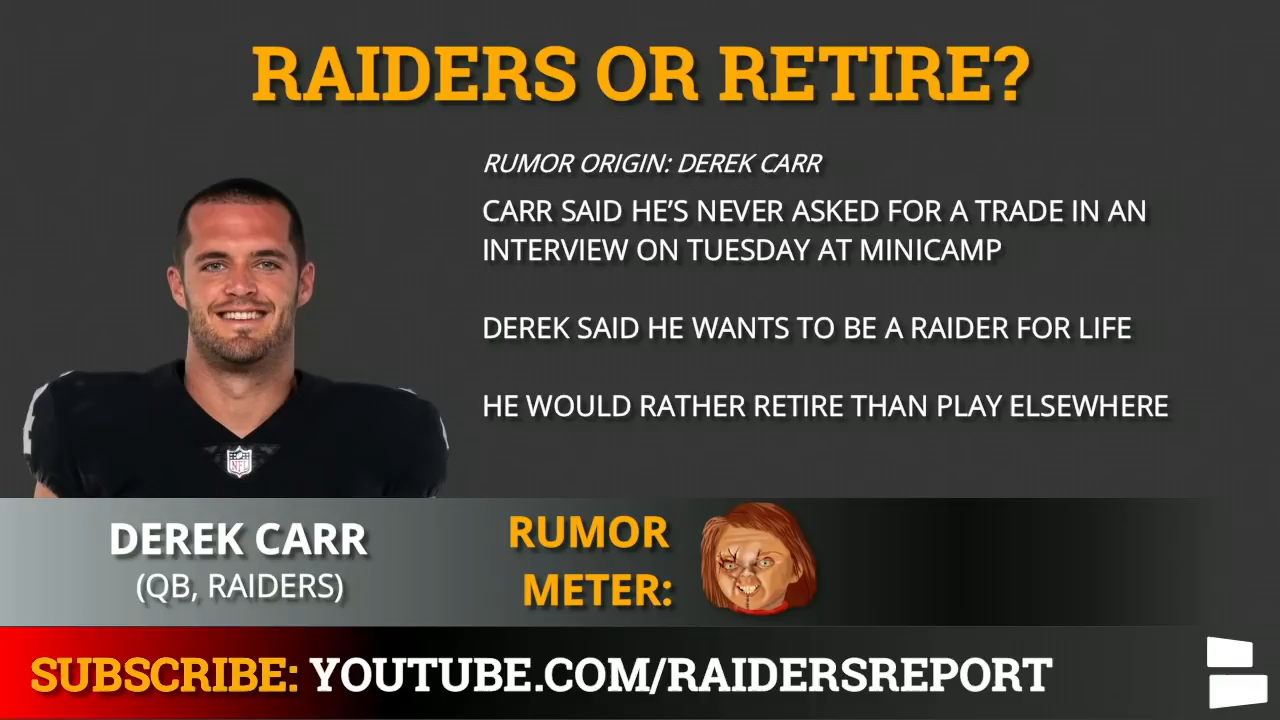 RAIDERS OR RETIRE?
RUMOR ORIGIN: DEREK CARR
CARR SAID HE'S NEVER ASKED FOR A TRADE IN AN
INTERVIEW ON TUESDAY AT MINICAMP
DEREK SAID HE WANTS TO BE A RAIDER FOR LIFE
HE WOULD RATHER RETIRE THAN PLAY ELSEWHERE
NFL
DEREK CARR
(QB, RAIDERS)
RUMOR
METER:
SUBSCRIBE: YOUTUBE.COM/RAIDERSREPORT